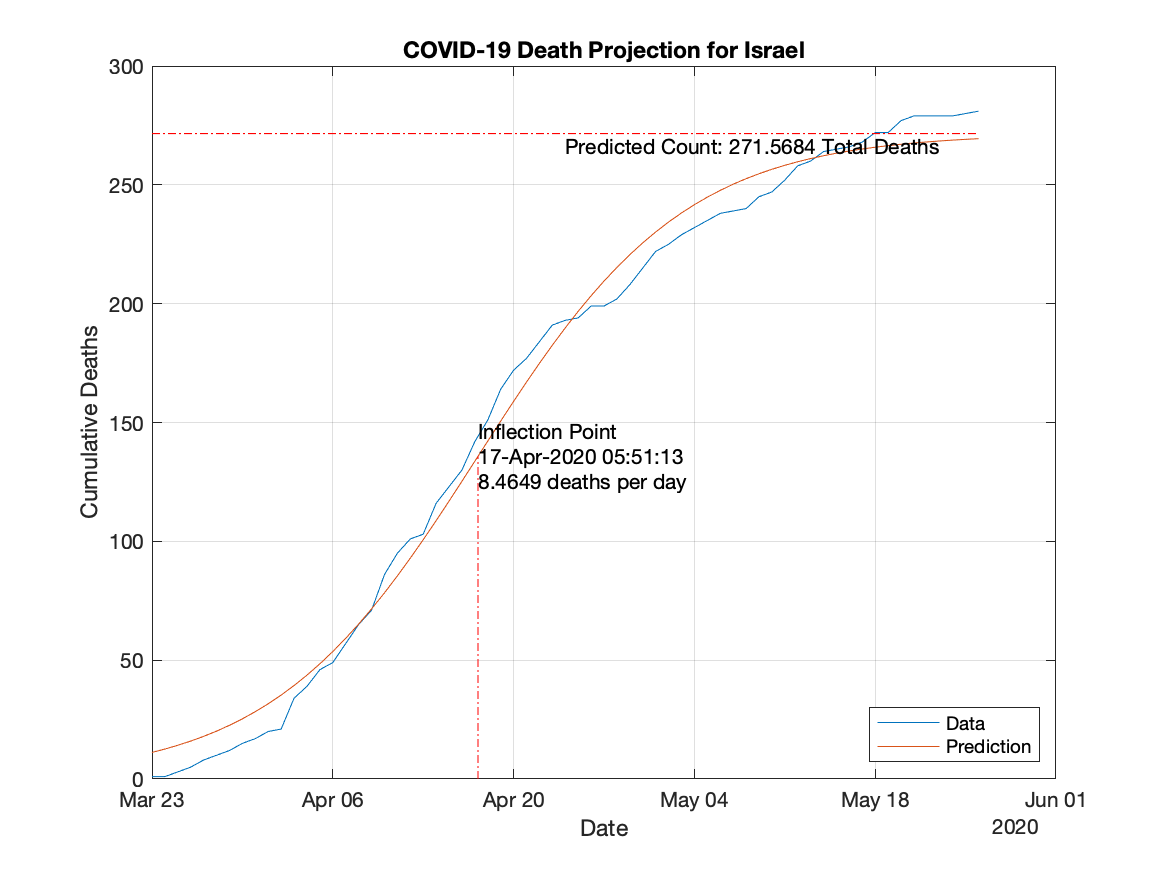 COVID-19 Death Projection for Israel
300
250
200
150
100
50
0
Cumulative Deaths
Predicted Count: 271.5684 Total Deaths
Inflection Point
17-Apr-2020 05:51:13
8.4649 deaths per day
Data
Prediction
Mar 23 Apr 06 Apr 20 May 04 May 18 Jun 01
Date
2020